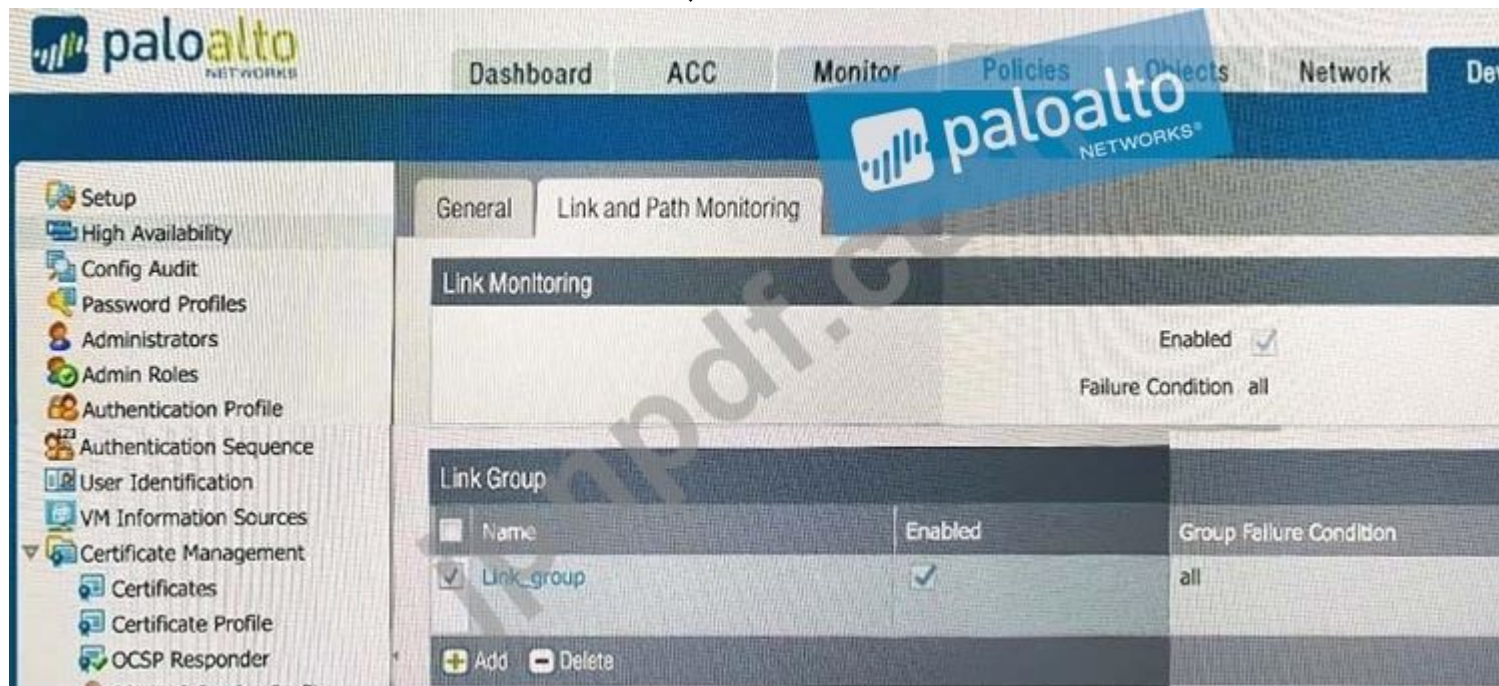 paloalto
NETWORKS
Dashboard ACC Monitor Policies Objects Network
paloalto
NETWORKS®
Setup
High Availability
Config Audit
Password Profiles
Administrators
Admin Roles
Authentication Profile
Authentication Sequence
User Identification
VM Information Sources
Certificate Management
Certificates
Certificate Profile
OCSP Responder
General Link and Path Monitoring
Link Monitoring
Enabled
Failure Condition all
Link Group
Name Enabled Group Failure Condition
Link_group all
Add Delete